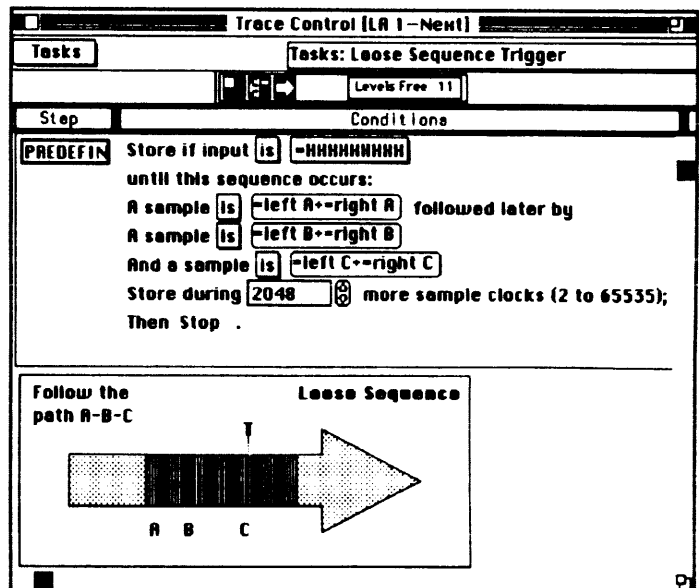 Trace Control [LA 1-Next]
Tasks
Tasks: Loose Sequence Trigger
Levels Free 11
Step
Conditions
PREDEFIN
Store if input is =XXXXXXXXX
until this sequence occurs:
A sample is =left A+=right A followed later by
A sample is =left B+=right B
And a sample is =left C+=right C
Store during 2048 more sample clocks (2 to 65535);
Then Stop .
Follow the
path A-B-C
Loose Sequence
T
A B C